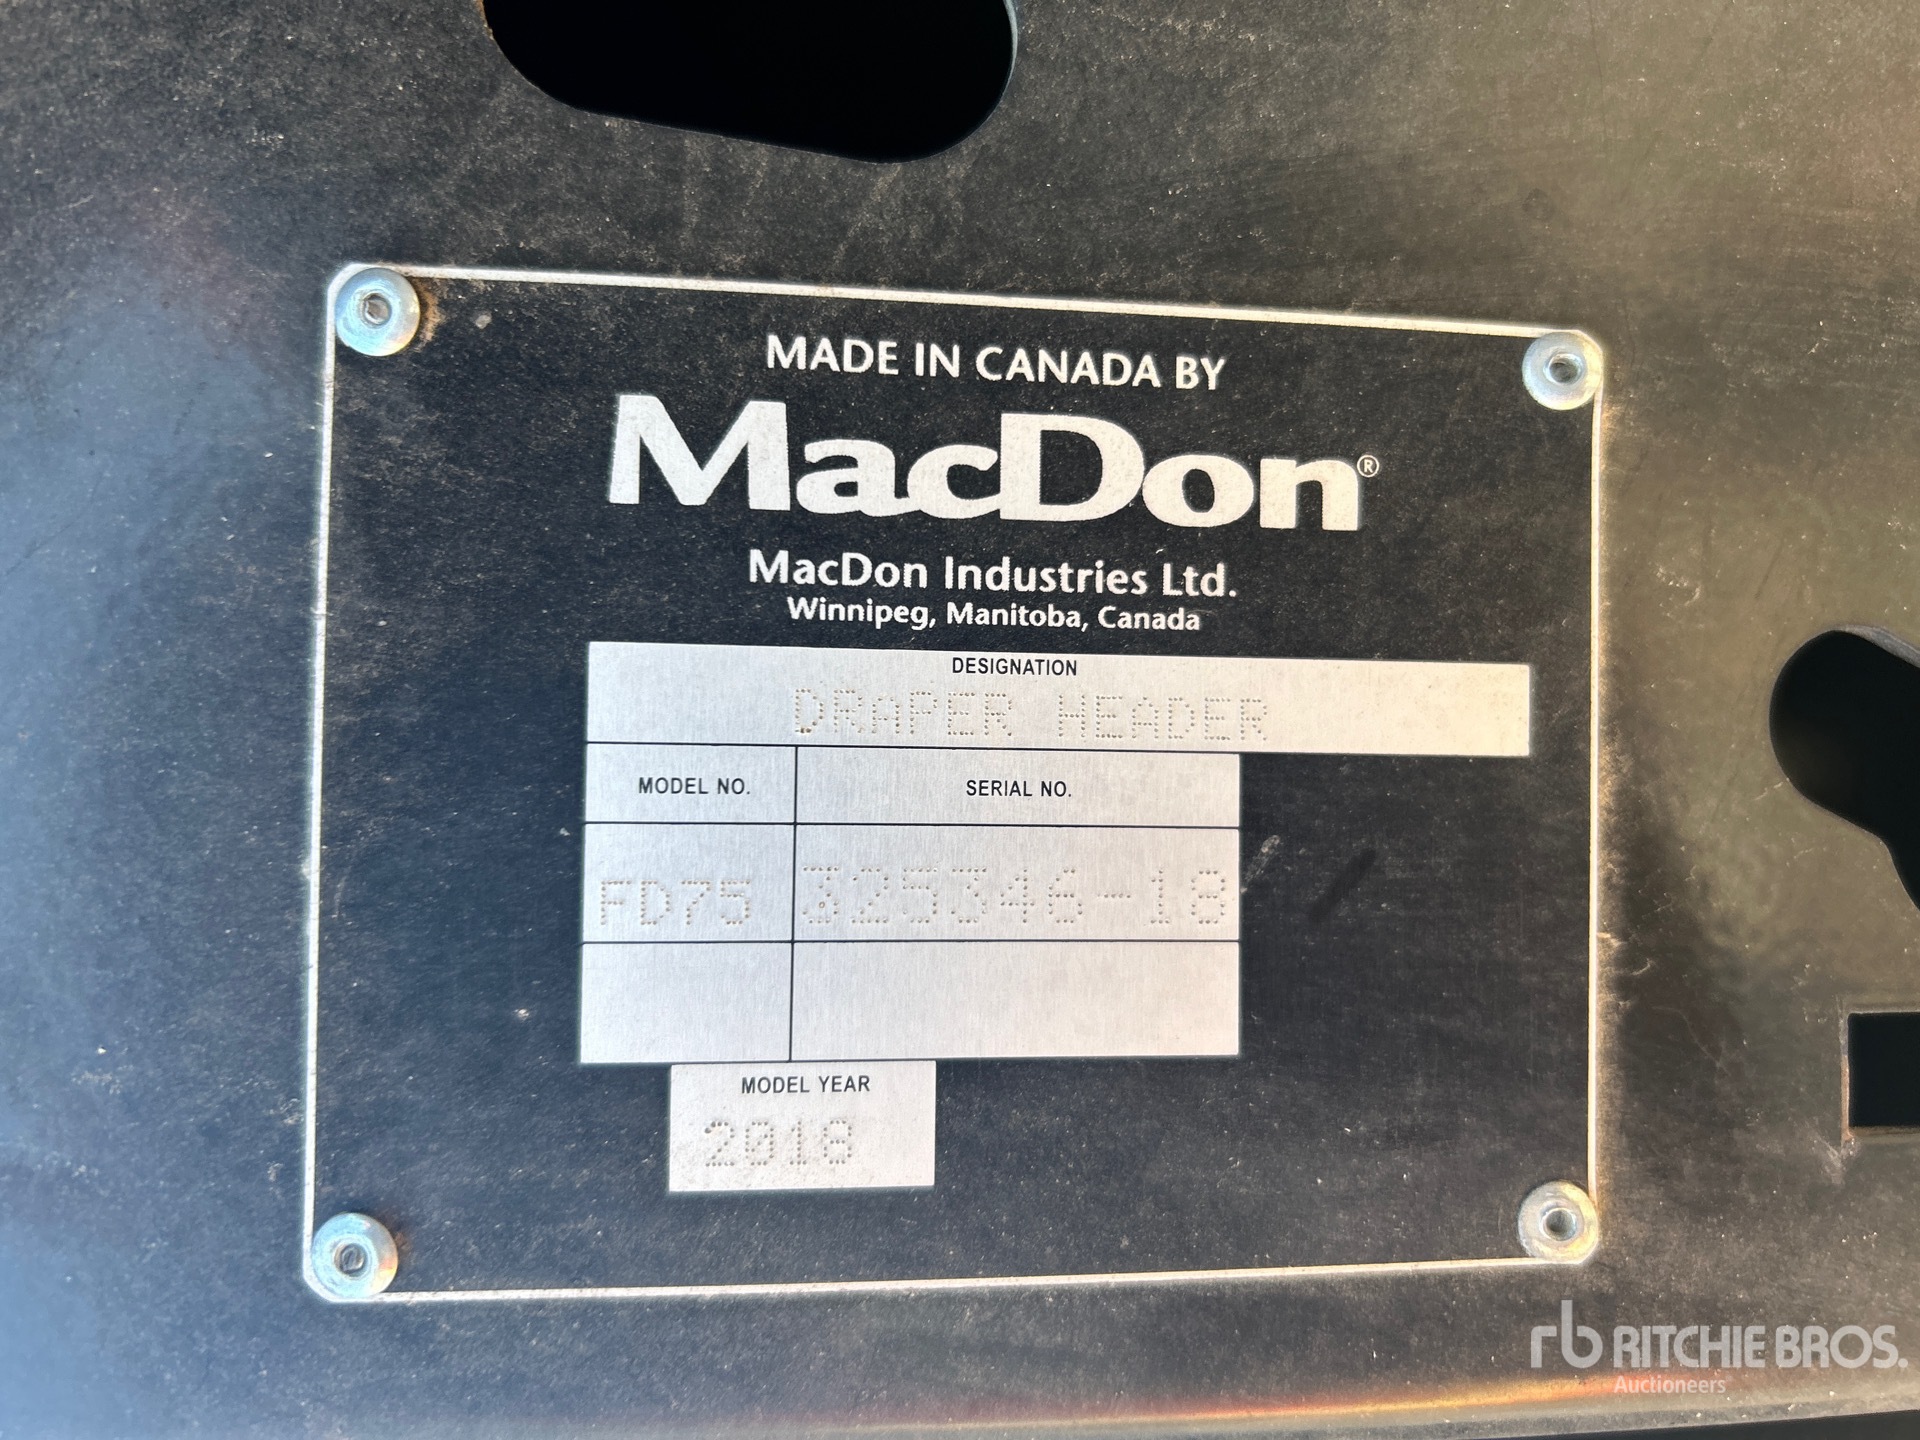 MADE IN CANADA BY
MacDon®
MacDon Industries Ltd.
Winnipeg, Manitoba, Canada
DESIGNATION
DRAPER HEADER
MODEL NO. SERIAL NO.
FD75 325346-18
MODEL YEAR
2018
rb RITCHIE BROS.
Auctioneers